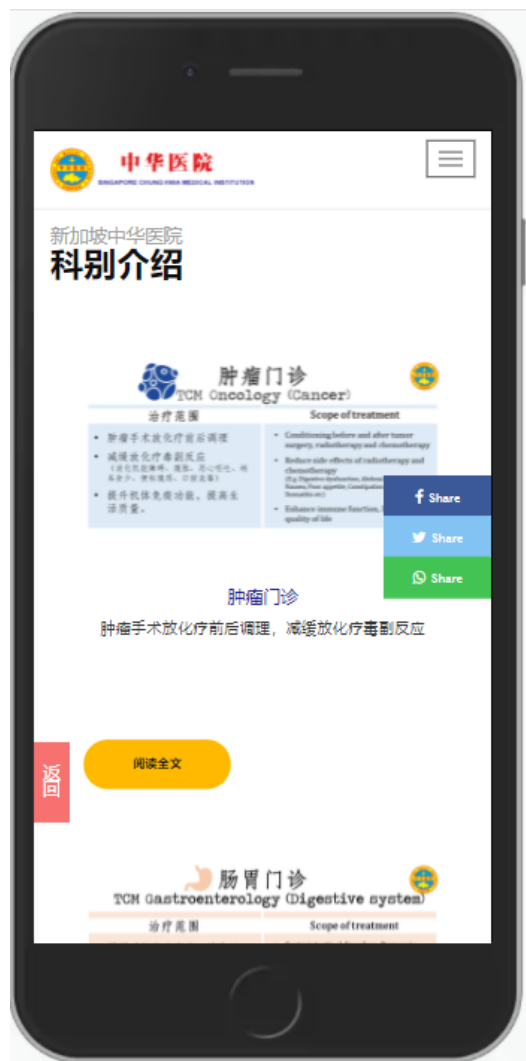 中华医院
SINGAPORE CHUNG HWA MEDICAL INSTITUTION
新加坡中华医院
科别介绍
肿瘤门诊
TCM Oncology (Cancer)
治疗范围
Scope of treatment
肿瘤手术放化疗前后调理
减缓放化疗毒副反应
提升机体免疫功能，提高生
活质量。
Conditioning before and after tumor
surgery, radiotherapy and chemotherapy
Reduce side effects of radiotherapy and
chemotherapy
Enhance immune function,
quality of life
Share
Share
Share
肿瘤门诊
肿瘤手术放化疗前后调理，减缓放化疗毒副反应
返回
阅读全文
肠胃门诊
TCM Gastroenterology (Digestive system)
治疗范围
Scope of treatment